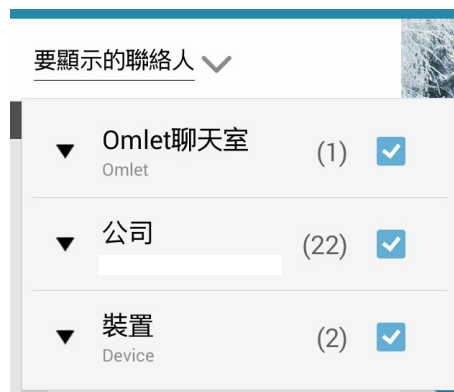 要顯示的聯絡人
Omlet聊天室 (1)
Omlet
公司 (22)
裝置 (2)
Device